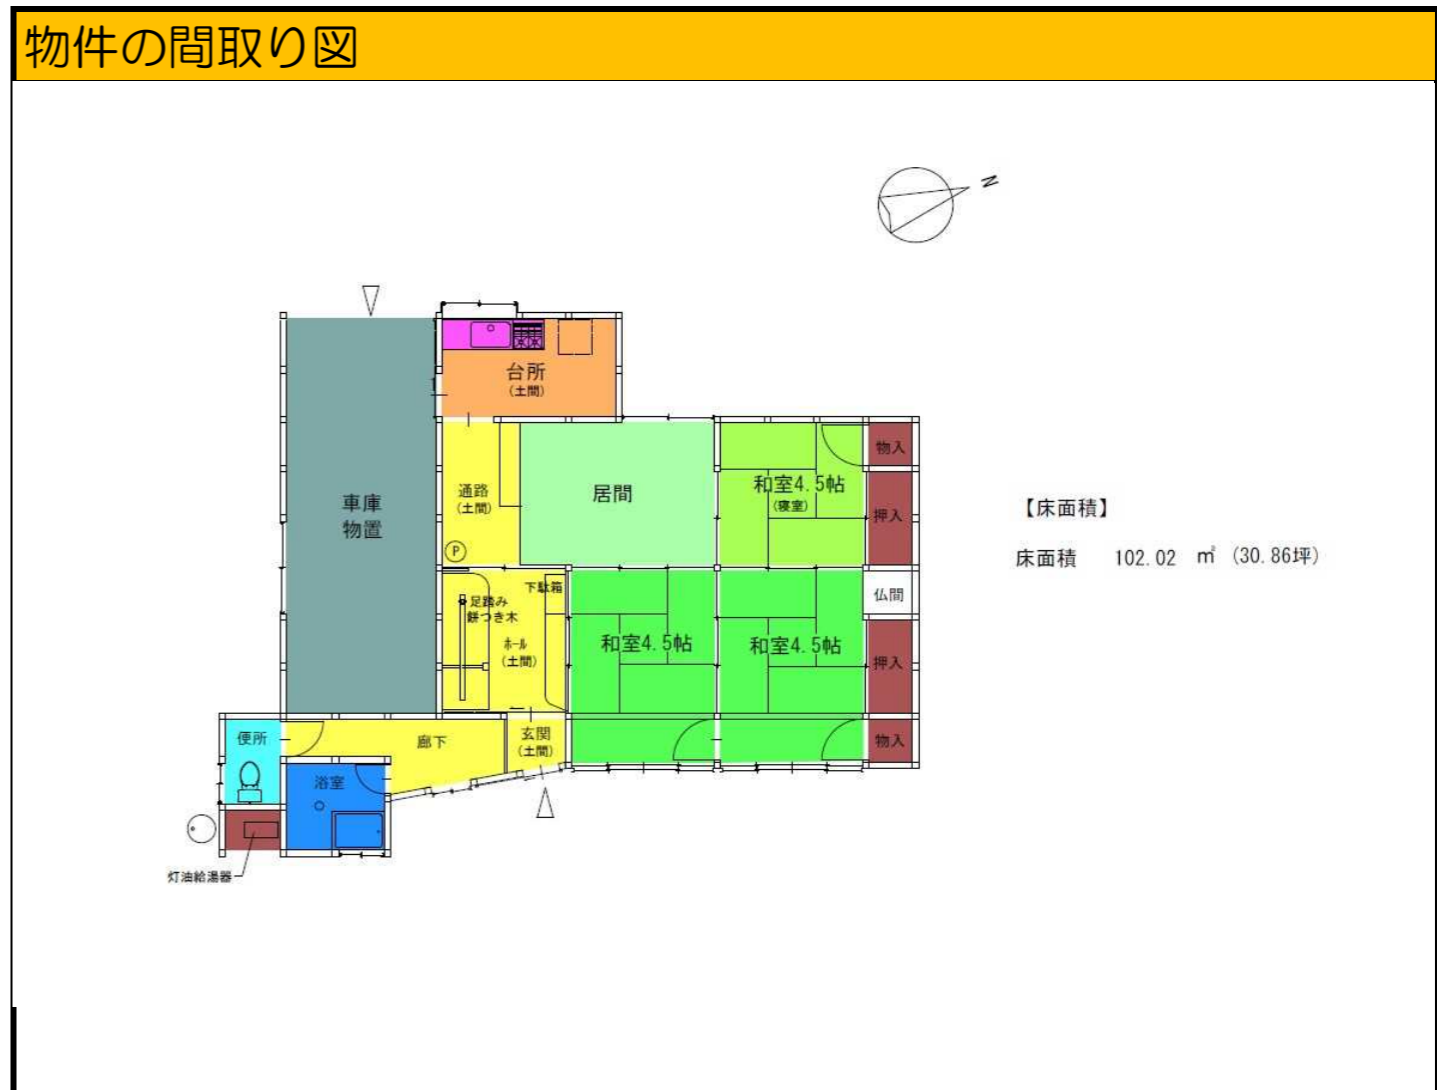 物件の間取り図
N
台所
(土間)
物入
車庫
物置
通路
(土間)
居間
和室4.5帖
(寝室)
押入
【床面積】
床面積 102.02 ㎡ (30.86坪)
P
下駄箱
足踏み
餅つき木
ホール
(土間)
和室4.5帖
和室4.5帖
仏間
押入
便所
廊下
玄関
(土間)
物入
浴室
灯油給湯器